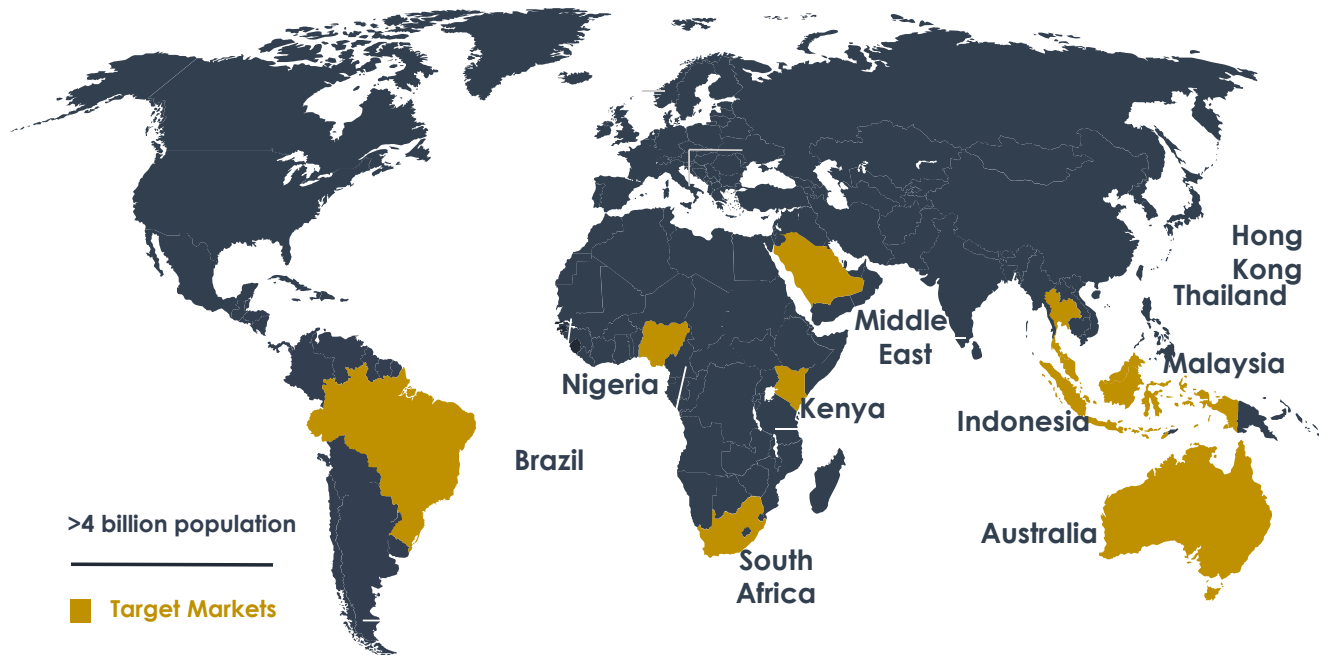 Hong
Kong
Thailand
Middle
East
Malaysia
Nigeria
Kenya
Indonesia
Brazil
>4 billion population
Australia
South
Africa
Target Markets